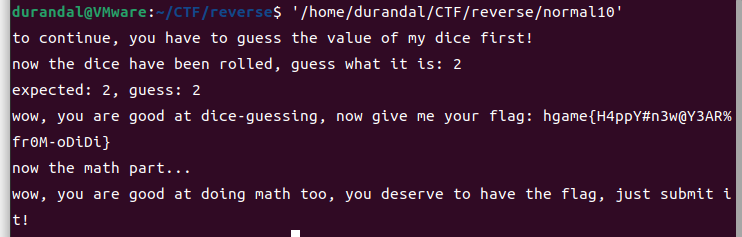 durandal@VMware:~/CTF/reverse$ '/home/durandal/CTF/reverse/normal10'
to continue, you have to guess the value of my dice first!
now the dice have been rolled, guess what it is: 2
expected: 2, guess: 2
wow, you are good at dice-guessing, now give me your flag: hgame{H4ppY#n3w@Y3AR%
fr0M-oDiDi}
now the math part...
wow, you are good at doing math too, you deserve to have the flag, just submit i
t!